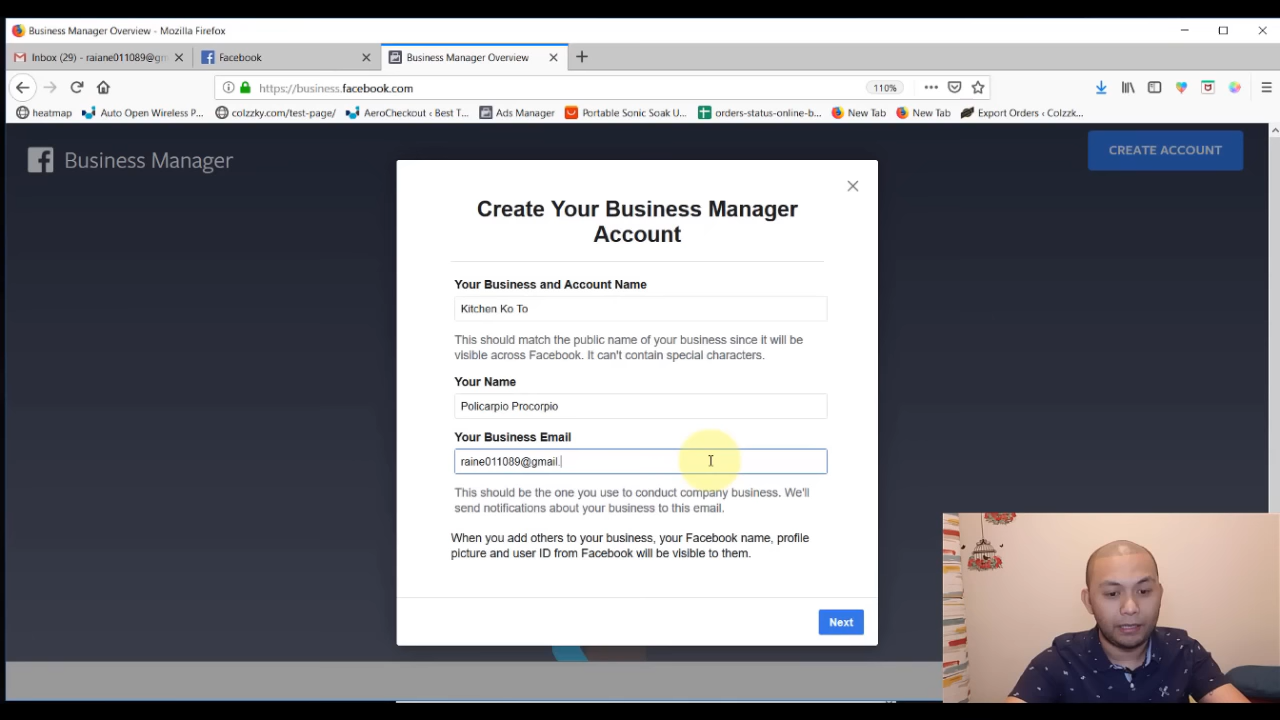 Business Manager Overview - Mozilla Firefox
Inbox (29) - raiane011089@gm
Facebook
Business Manager Overview
https://business.facebook.com
110%
heatmap
Auto Open Wireless P...
colzzky.com/test-page/
AeroCheckout ‹ Best T...
Ads Manager
Portable Sonic Soak U...
orders-status-online-b...
New Tab
New Tab
Export Orders ‹ Colzzk...
Business Manager
CREATE ACCOUNT
Create Your Business Manager
Account
Your Business and Account Name
Kitchen Ko To
This should match the public name of your business since it will be
visible across Facebook. It can't contain special characters.
Your Name
Policarpio Procorpio
Your Business Email
raine011089@gmail.
This should be the one you use to conduct company business. We'll
send notifications about your business to this email.
When you add others to your business, your Facebook name, profile
picture and user ID from Facebook will be visible to them.
Next